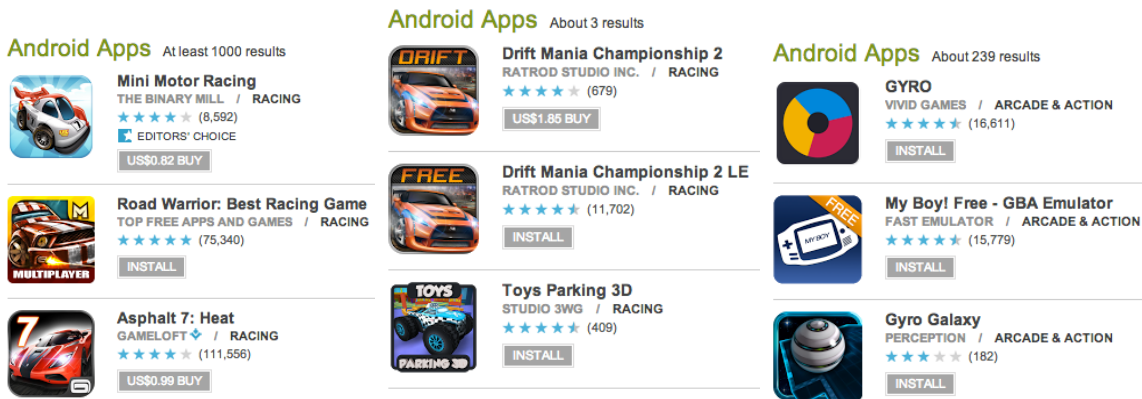 Android Apps At least 1000 results
Mini Motor Racing
THE BINARY MILL / RACING
(8,592)
EDITORS' CHOICE
US$0.82 BUY
M
MULTIPLAYER
Road Warrior: Best Racing Game
TOP FREE APPS AND GAMES / RACING
(75,340)
INSTALL
7
Asphalt 7: Heat
GAMELOFT / RACING
(111,556)
US$0.99 BUY
Android Apps About 3 results
DRIFT
Drift Mania Championship 2
RATROD STUDIO INC. / RACING
(679)
US$1.85 BUY
FREE
Drift Mania Championship 2 LE
RATROD STUDIO INC. / RACING
(11,702)
INSTALL
TOYS
PARKING 3D
Toys Parking 3D
STUDIO 3WG / RACING
(409)
INSTALL
Android Apps About 239 results
GYRO
VIVID GAMES / ARCADE & ACTION
(16,611)
INSTALL
FREE
MY BOY
My Boy! Free - GBA Emulator
FAST EMULATOR / ARCADE & ACTION
(15,779)
INSTALL
Gyro Galaxy
PERCEPTION / ARCADE & ACTION
(182)
INSTALL